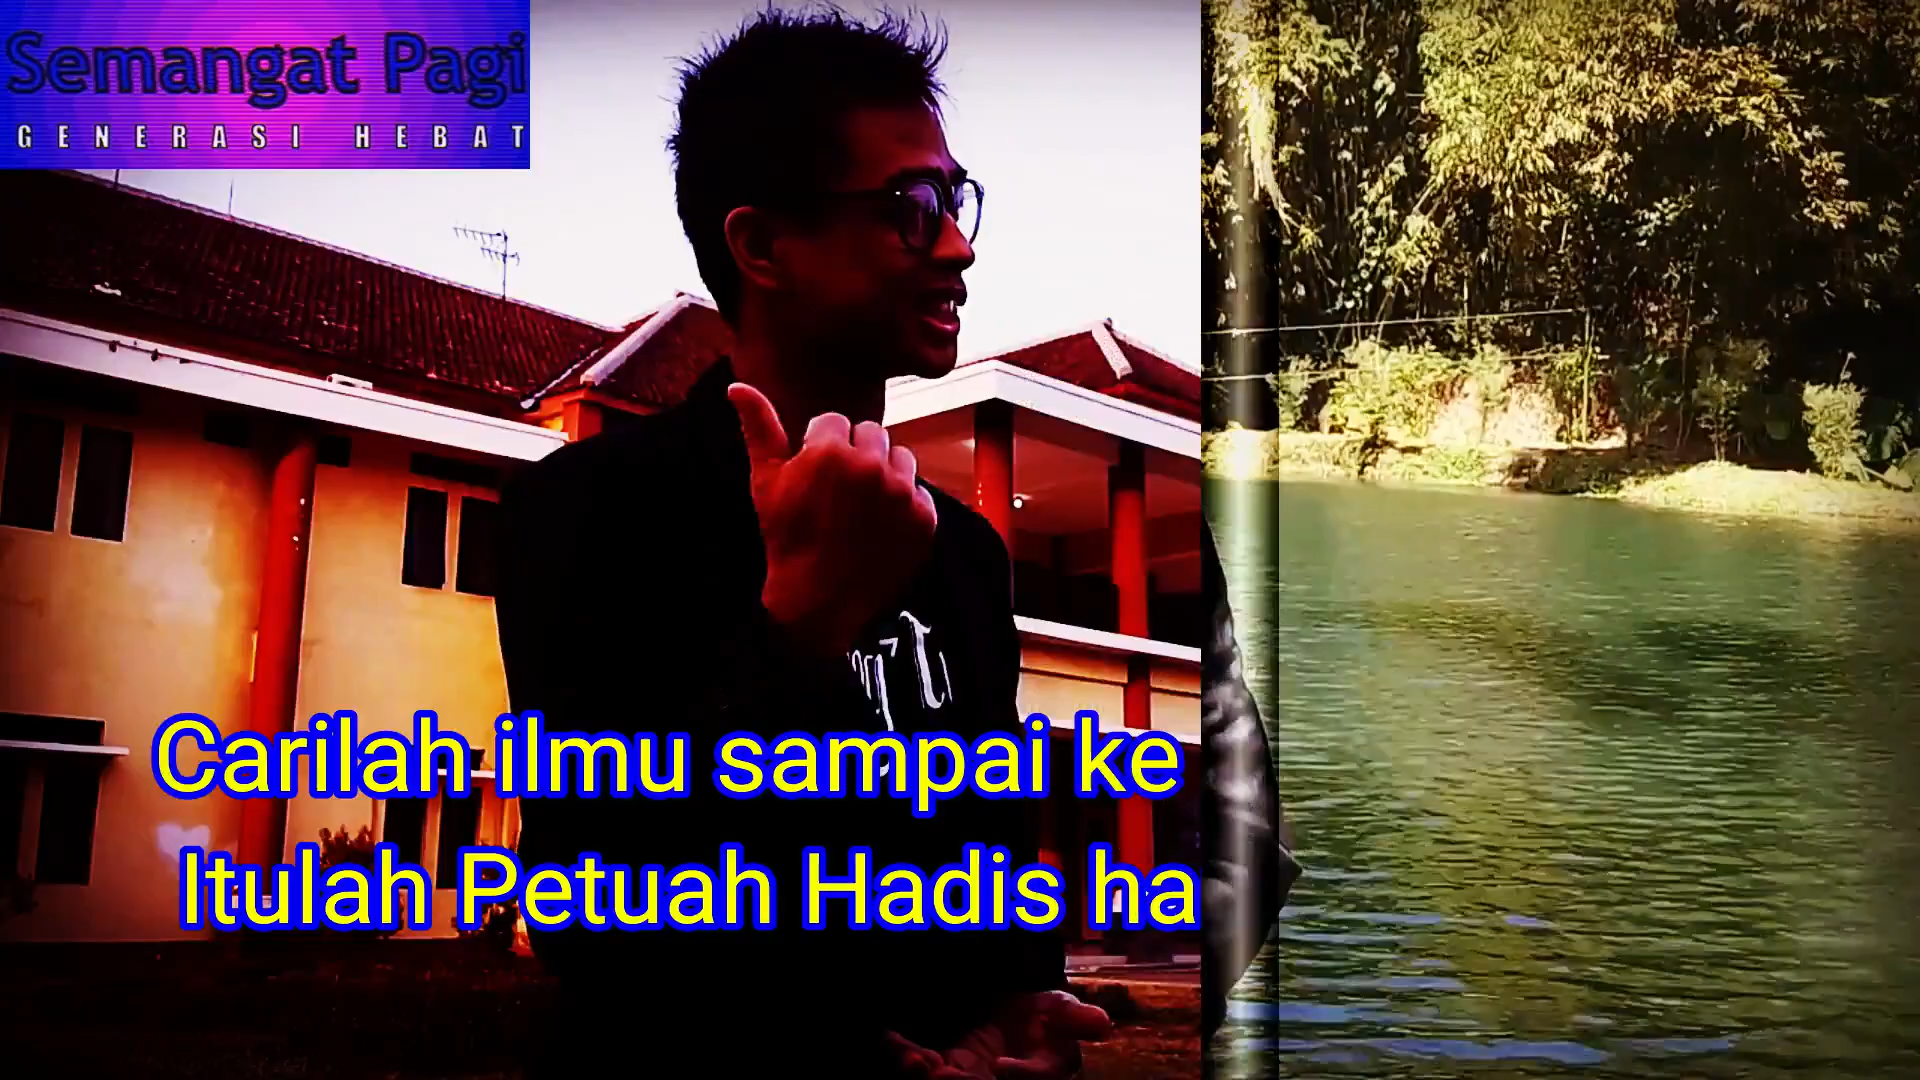 Semangat Pagi
GENERASI HEBAT
Carilah ilmu sampai ke
Itulah Petuah Hadis ha